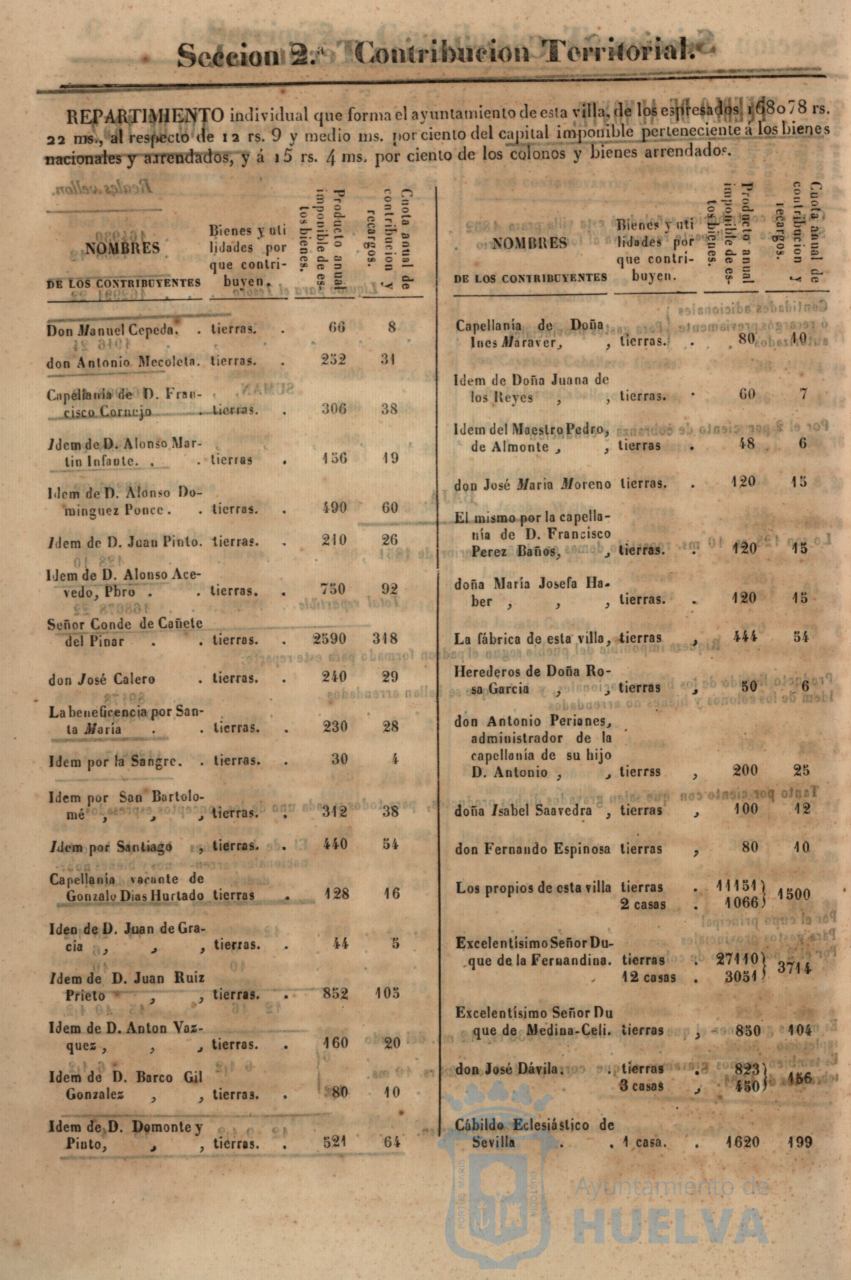 Seccion 2.ª Contribucion Territorial.
REPARTIMIENTO individual que forma el ayuntamiento de esta villa, de los espresados 168078 rs.
22 ms., al respecto de 12 rs. 9 y medio ms. por ciento del capital imponible perteneciente á los bienes
nacionales y arrendados, y á 15 rs. 4 ms. por ciento de los colonos y bienes arrendados.
NOMBRES
DE LOS CONTRIBUYENTES
Bienes y uti
lidades por
que contri-
buyen.
Producto anual
imponible de es-
tos bienes.
Cuota anual de
contribucion y
recargos.
Don Manuel Cepeda. . tierras. . 66 8
don Antonio Mecoleta. tierras. . 252 31
Capellanía de D. Fran-
cisco Cornejo . tierras. . 306 38
Idem de D. Alonso Mar-
tin Infante. . . tierras . 156 19
Idem de D. Alonso Do-
minguez Ponce . . tierras. . 490 60
Idem de D. Juan Pinto. tierras. . 210 26
Idem de D. Alonso Ace-
vedo, Pbro . . tierras. . 750 92
Señor Conde de Cañete
del Pinar . . tierras. . 2590 318
don José Calero . tierras. . 240 29
La beneficencia por San-
ta María . . tierras. . 230 28
Idem por la Sangre. . tierras. . 30 4
Idem por San Bartolo-
mé , , , tierras. . 312 38
Idem por Santiago , tierras. . 440 54
Capellanía vacante de
Gonzalo Dias Hurtado tierras . 128 16
Iden de D. Juan de Gra-
cia , , , tierras. . 44 5
Idem de D. Juan Ruiz
Prieto , , tierras. . 852 105
Idem de D. Anton Vaz-
quez , , , tierras. . 160 20
Idem de D. Barco Gil
Gonzalez , , tierras. . 80 10
Idem de D. Domonte y
Pinto, , , tierras. . 521 64
NOMBRES
DE LOS CONTRIBUYENTES
Bienes y uti
lidades por
que contri-
buyen.
Producto anual
imponible de es-
tos bienes.
Cuota anual de
contribucion y
recargos.
Capellanía de Doña
Ines Maraver, , tierras. . 80 10
Idem de Doña Juana de
los Reyes , , tierras. . 60 7
Idem del Maestro Pedro,
de Almonte , , tierras . 48 6
don José Maria Moreno tierras. . 120 15
El mismo por la capella-
nía de D. Francisco
Perez Baños, , tierras. . 120 15
doña María Josefa Ha-
ber , , , tierras. . 120 15
La fábrica de esta villa, tierras , 444 54
Herederos de Doña Ro-
sa Garcia , , tierras , 50 6
don Antonio Perianes,
administrador de la
capellanía de su hijo
D. Antonio , , tierrss , 200 25
doña Isabel Saavedra , tierras , 100 12
don Fernando Espinosa tierras , 80 10
Los propios de esta villa tierras . 11151 } 1500
2 casas . 1066 }
Excelentísimo Señor Du-
que de la Fernandina. tierras . 27110 } 3714
12 casas . 3051 }
Excelentísimo Señor Du
que de Medina-Celi. tierras , 850 104
don José Dávila. . tierras . 823 } 156
3 casas , 450 }
Cábildo Eclesiástico de
Sevilla . . 1 casa. . 1620 199
Ayuntamiento de
HUELVA